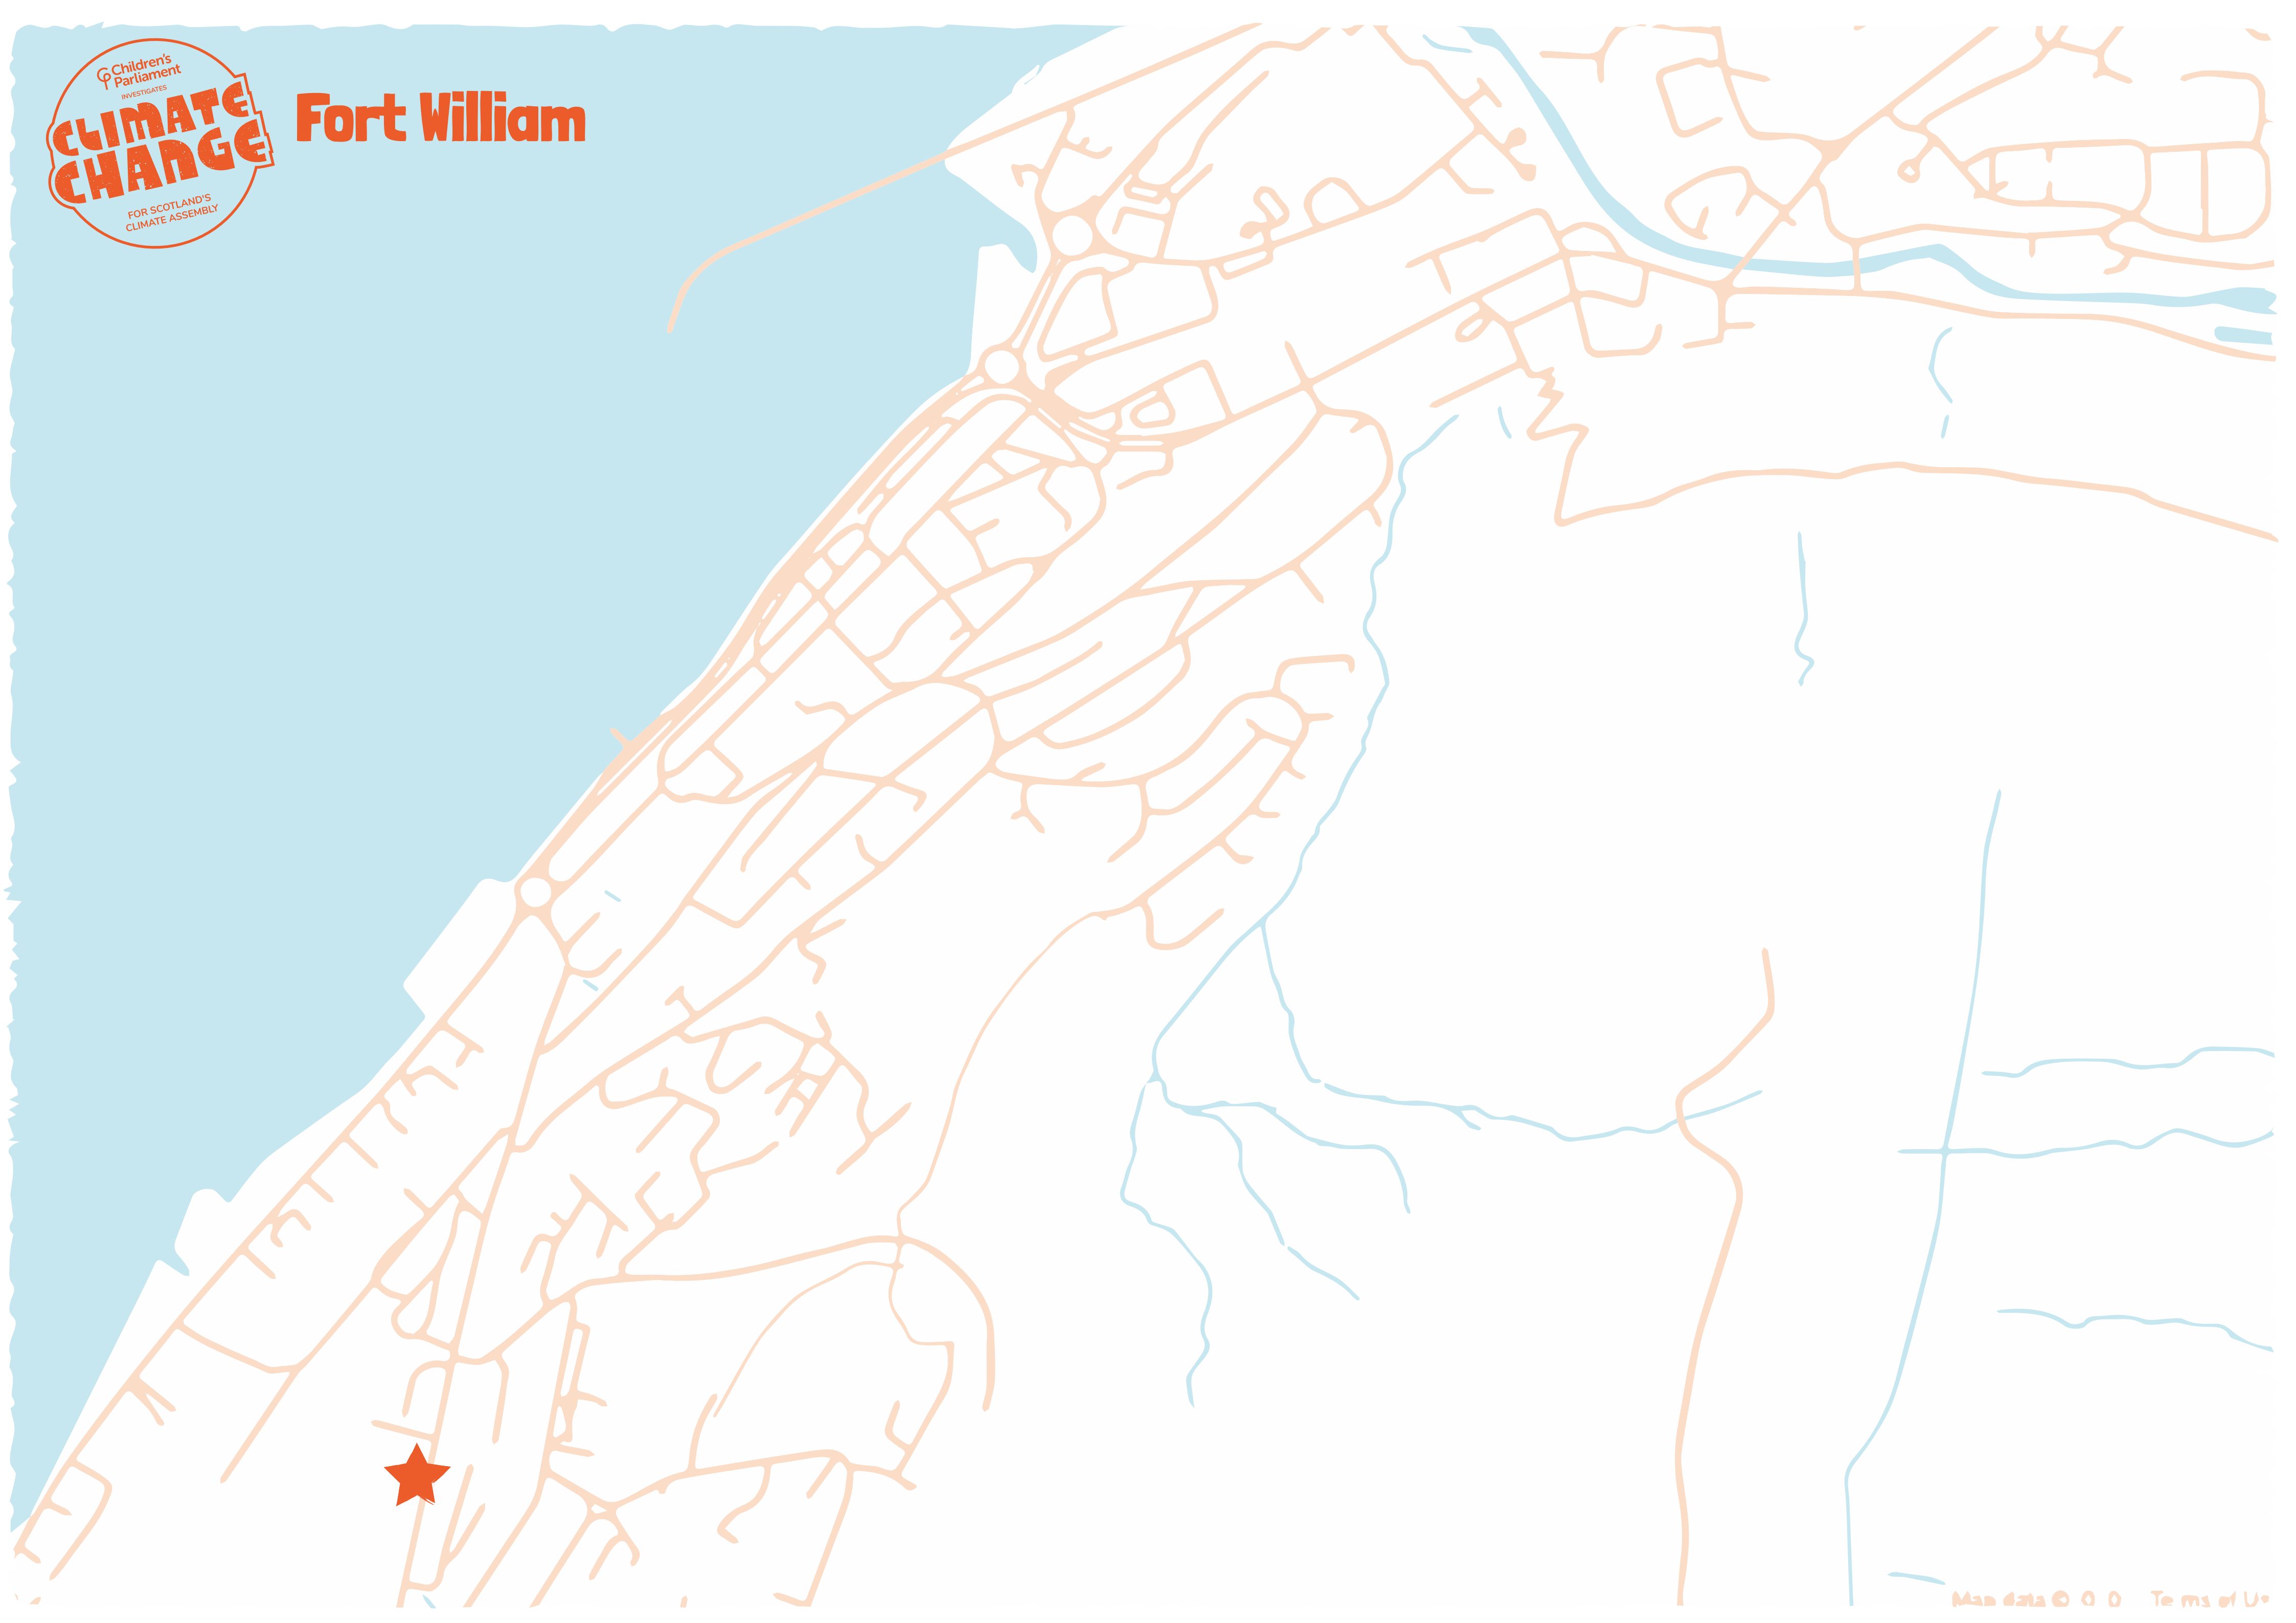 Children's
Parliament
INVESTIGATES
CLIMATE
CHANGE
FOR SCOTLAND'S
CLIMATE ASSEMBLY
Fort William